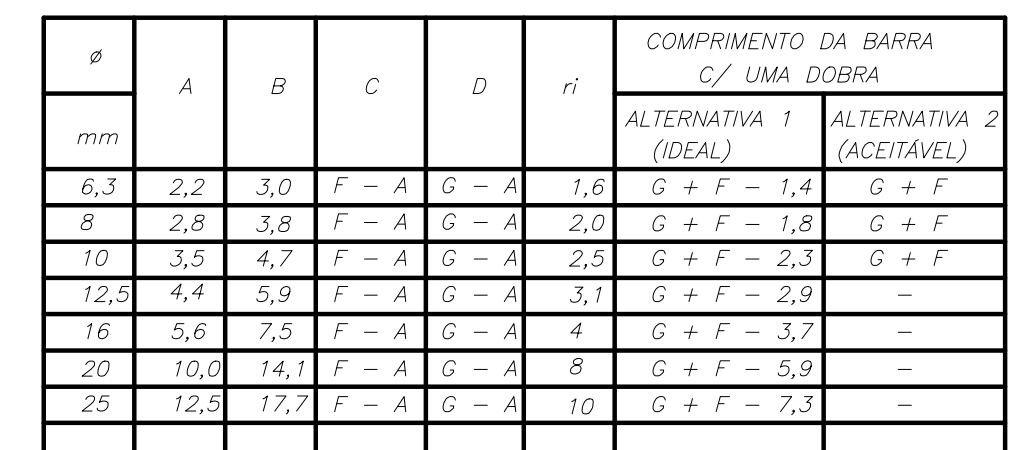 ø A B C D ri COMPRIMENTO DA BARRA
C/ UMA DOBRA
mm ALTERNATIVA 1 ALTERNATIVA 2
(IDEAL) (ACEITÁVEL)
6,3 2,2 3,0 F - A G - A 1,6 G + F - 1,4 G + F
8 2,8 3,8 F - A G - A 2,0 G + F - 1,8 G + F
10 3,5 4,7 F - A G - A 2,5 G + F - 2,3 G + F
12,5 4,4 5,9 F - A G - A 3,1 G + F - 2,9 -
16 5,6 7,5 F - A G - A 4 G + F - 3,7 -
20 10,0 14,1 F - A G - A 8 G + F - 5,9 -
25 12,5 17,7 F - A G - A 10 G + F - 7,3 -